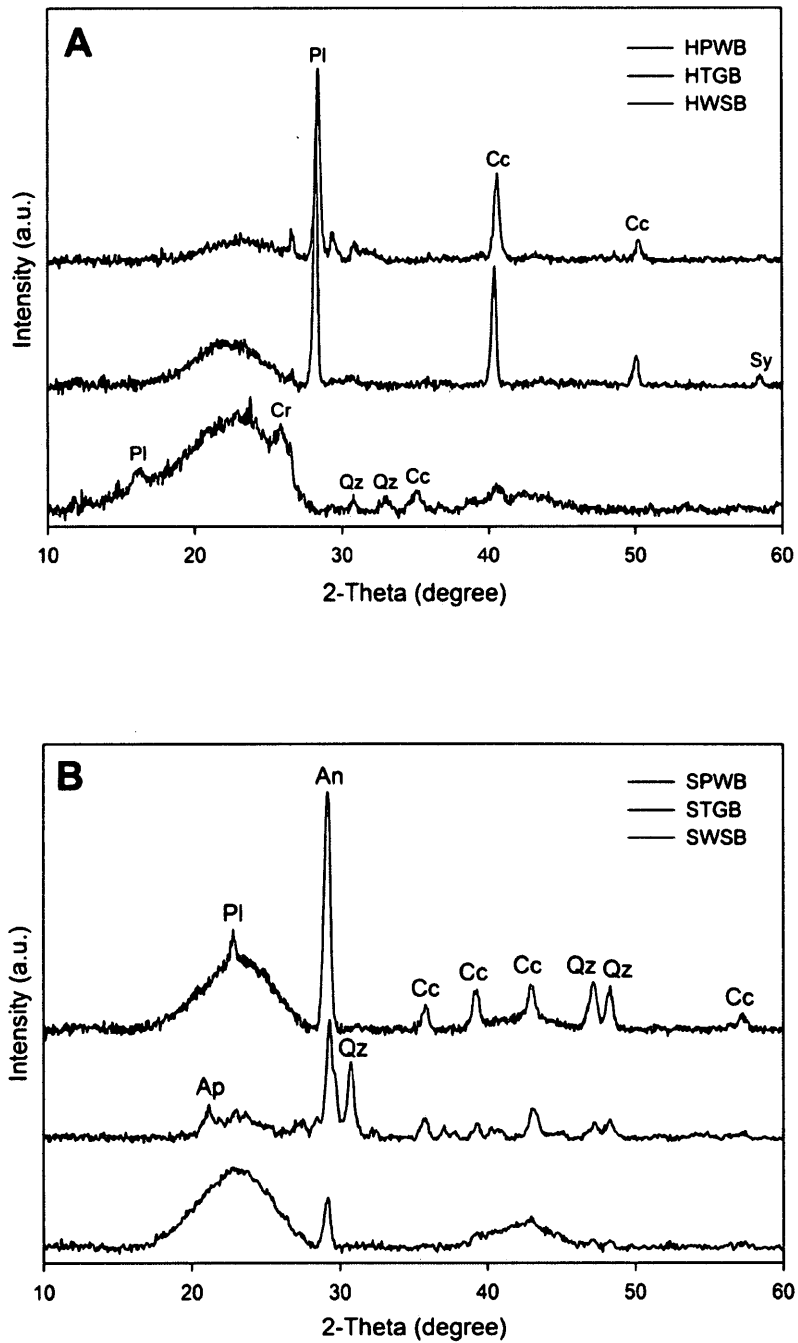 A
HPWB
HTGB
HWSB
Pl
Cc
Cc
Sy
Pl
Cr
Qz Qz Cc
Intensity (a.u.)
10 20 30 40 50 60
2-Theta (degree)
B
SPWB
STGB
SWSB
An
Pl
Cc Cc Cc Qz Qz Cc
Qz
Ap
Intensity (a.u.)
10 20 30 40 50 60
2-Theta (degree)